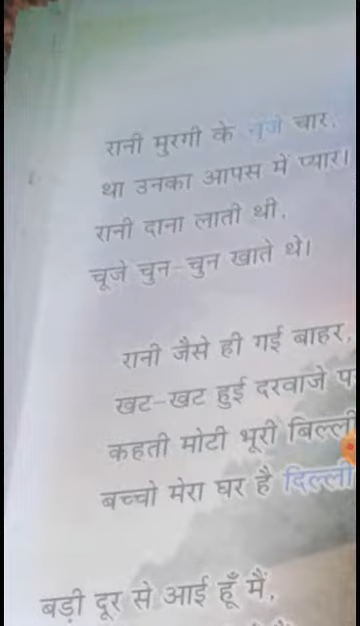 रानी मुरगी के चूजे चार,
था उनका आपस में प्यार।
रानी दाना लाती थी,
चूजे चुन-चुन खाते थे।
रानी जैसे ही गई बाहर,
खट-खट हुई दरवाजे
कहती मोटी भूरी बिल्ली
बच्चो मेरा घर है दिल्ली
बड़ी दूर से आई हूँ मैं,